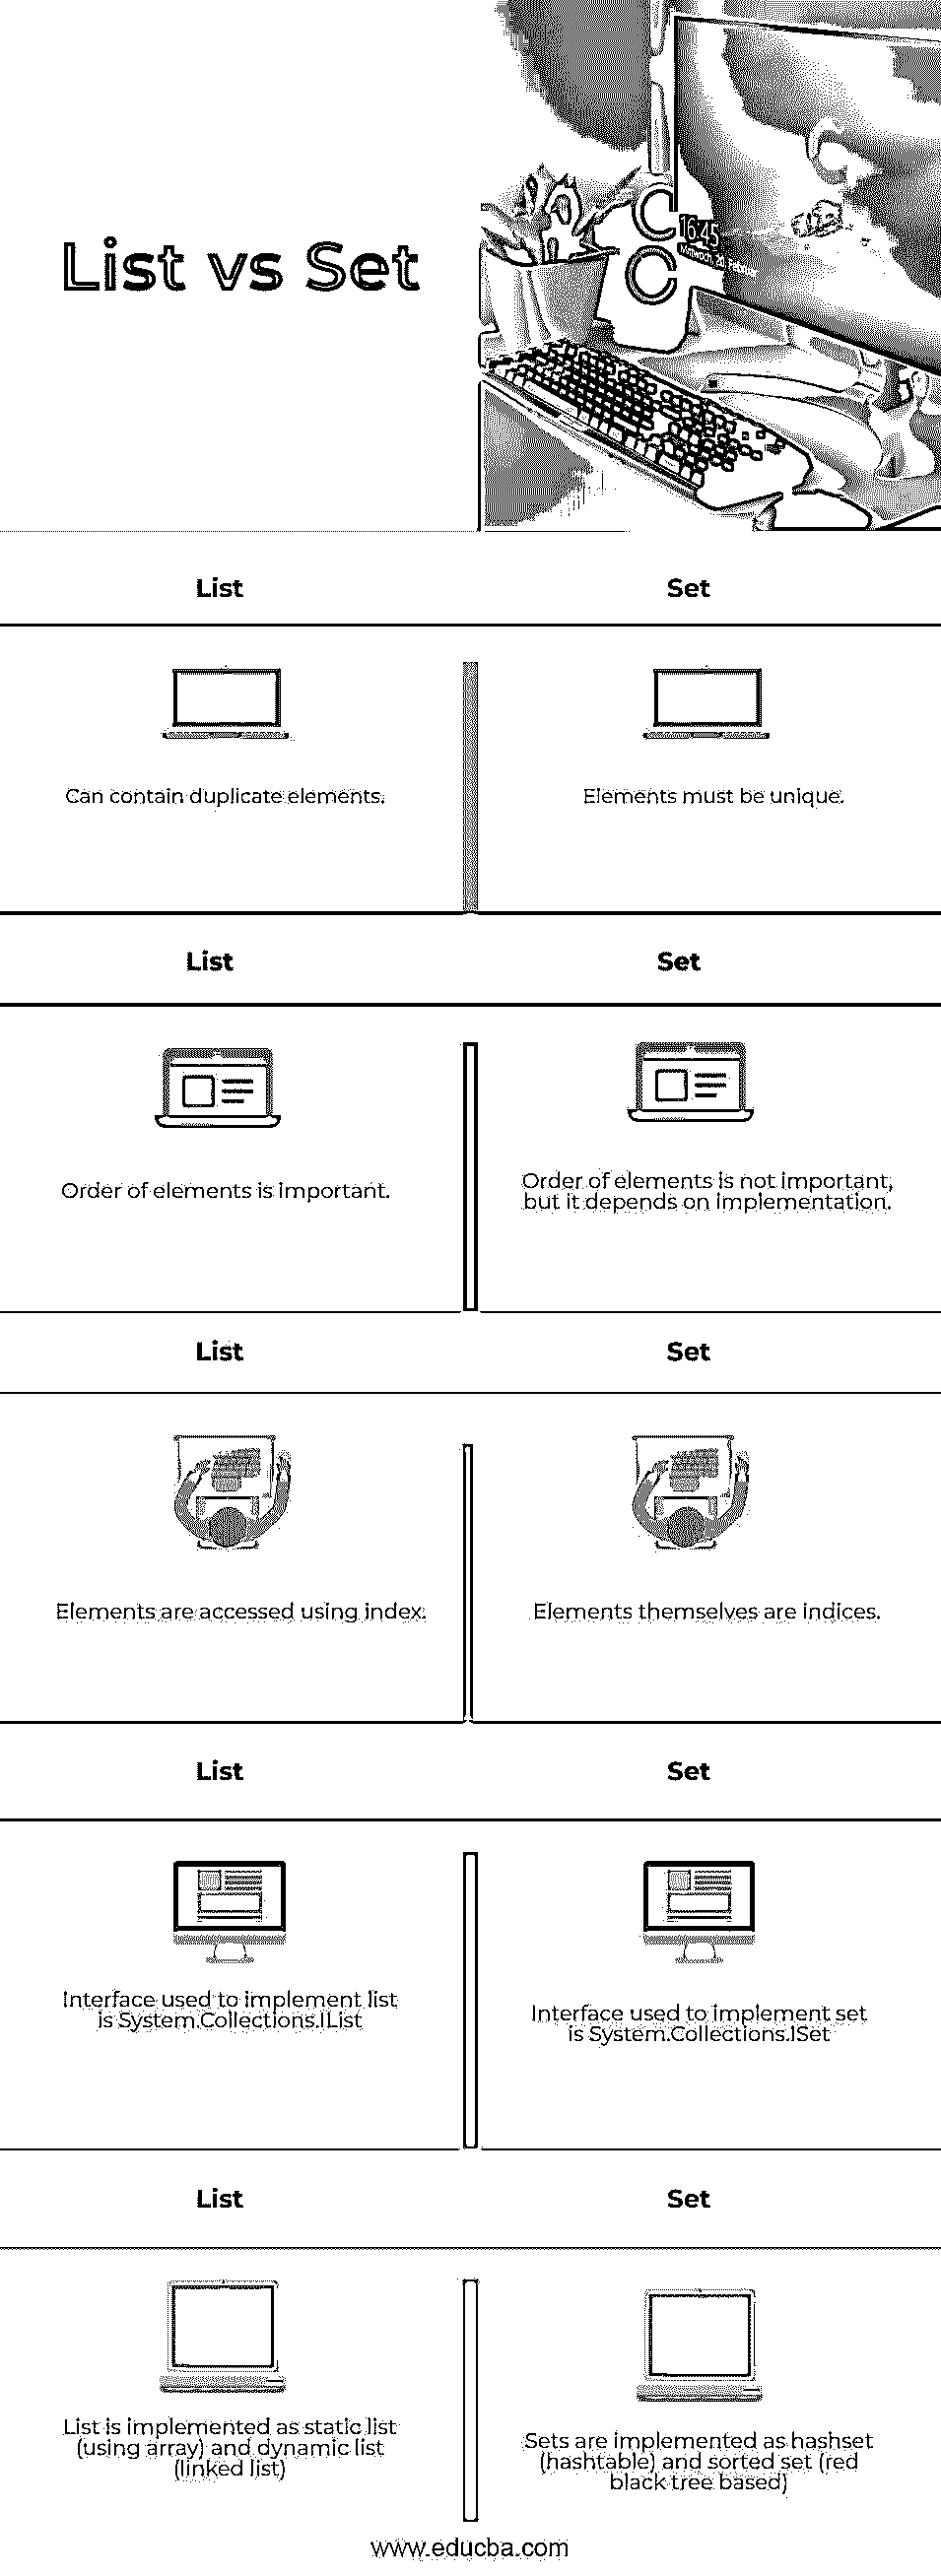 List vs Set
16:45
List
Set
Can contain duplicate elements.
Elements must be unique.
List
Set
Order of elements is important.
Order of elements is not important,
but it depends on implementation.
List
Set
Elements are accessed using index.
Elements themselves are indices.
List
Set
Interface used to implement list
is System.Collections.IList
Interface used to implement set
is System.Collections.ISet
List
Set
List is implemented as static list
(using array) and dynamic list
(linked list)
Sets are implemented as hashset
(hashtable) and sorted set (red
black tree based)
www.educba.com